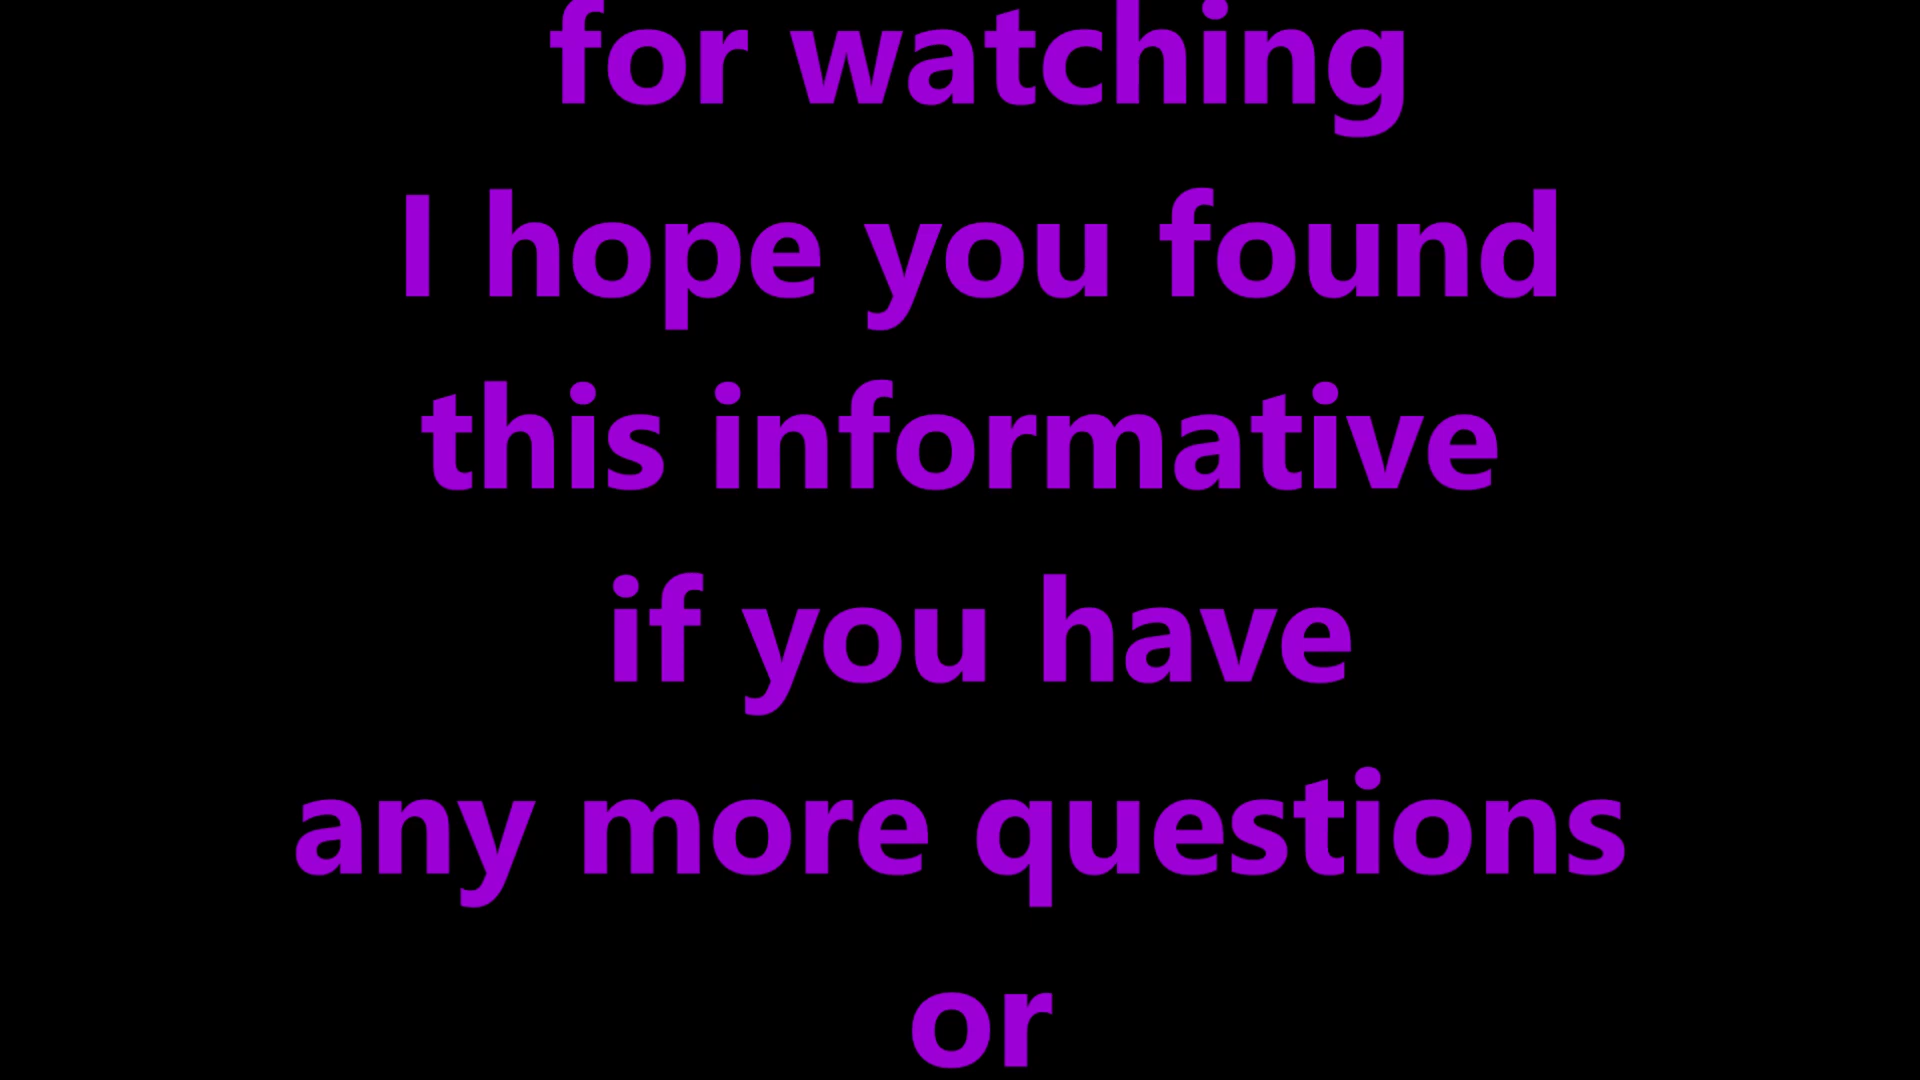 for watching
I hope you found
this informative
if you have
any more questions
or